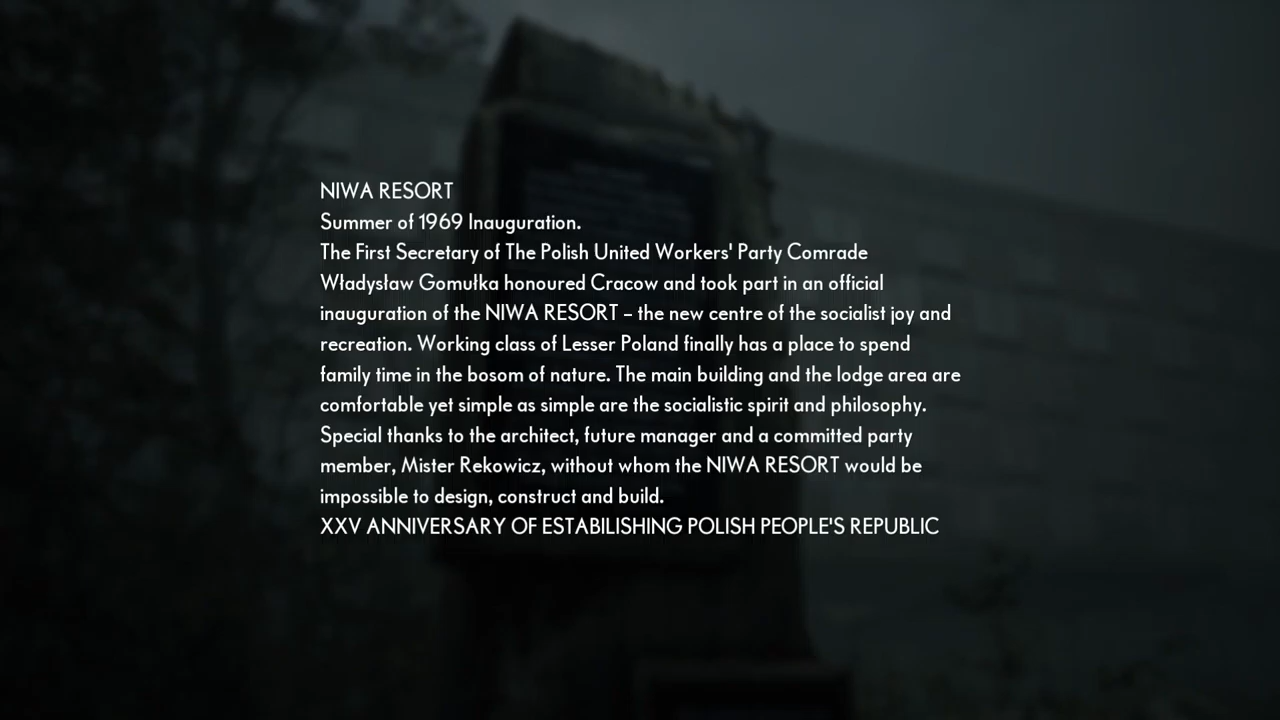 NIWA RESORT
Summer of 1969 Inauguration.
The First Secretary of The Polish United Workers' Party Comrade
Władysław Gomułka honoured Cracow and took part in an official
inauguration of the NIWA RESORT – the new centre of the socialist joy and
recreation. Working class of Lesser Poland finally has a place to spend
family time in the bosom of nature. The main building and the lodge area are
comfortable yet simple as simple are the socialistic spirit and philosophy.
Special thanks to the architect, future manager and a committed party
member, Mister Rekowicz, without whom the NIWA RESORT would be
impossible to design, construct and build.
XXV ANNIVERSARY OF ESTABILISHING POLISH PEOPLE'S REPUBLIC